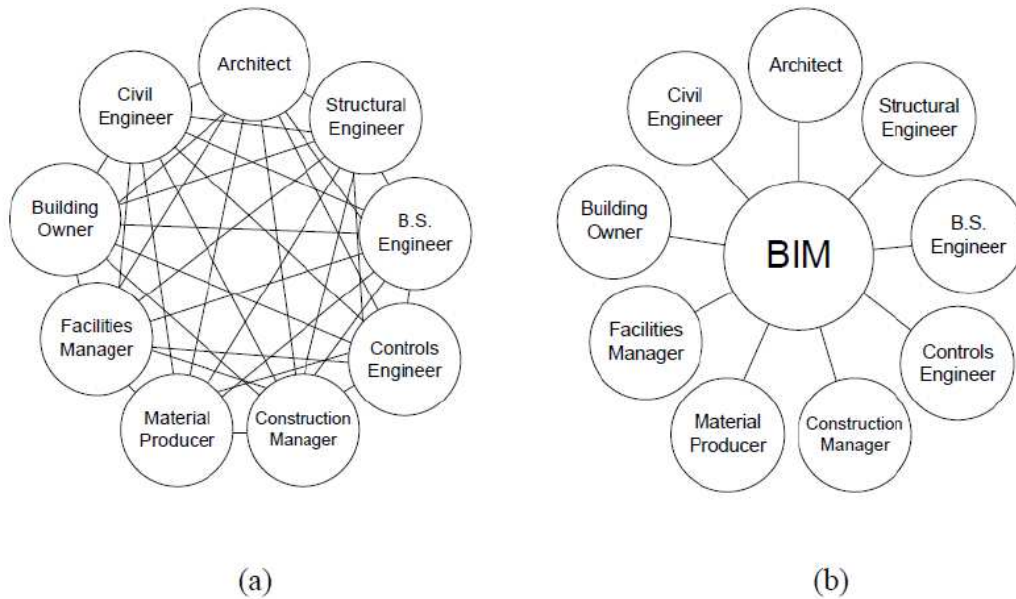 Architect
Civil
Engineer
Structural
Engineer
Building
Owner
B.S.
Engineer
Facilities
Manager
Controls
Engineer
Material
Producer
Construction
Manager
(a)
Architect
Civil
Engineer
Structural
Engineer
Building
Owner
BIM
B.S.
Engineer
Facilities
Manager
Controls
Engineer
Material
Producer
Construction
Manager
(b)